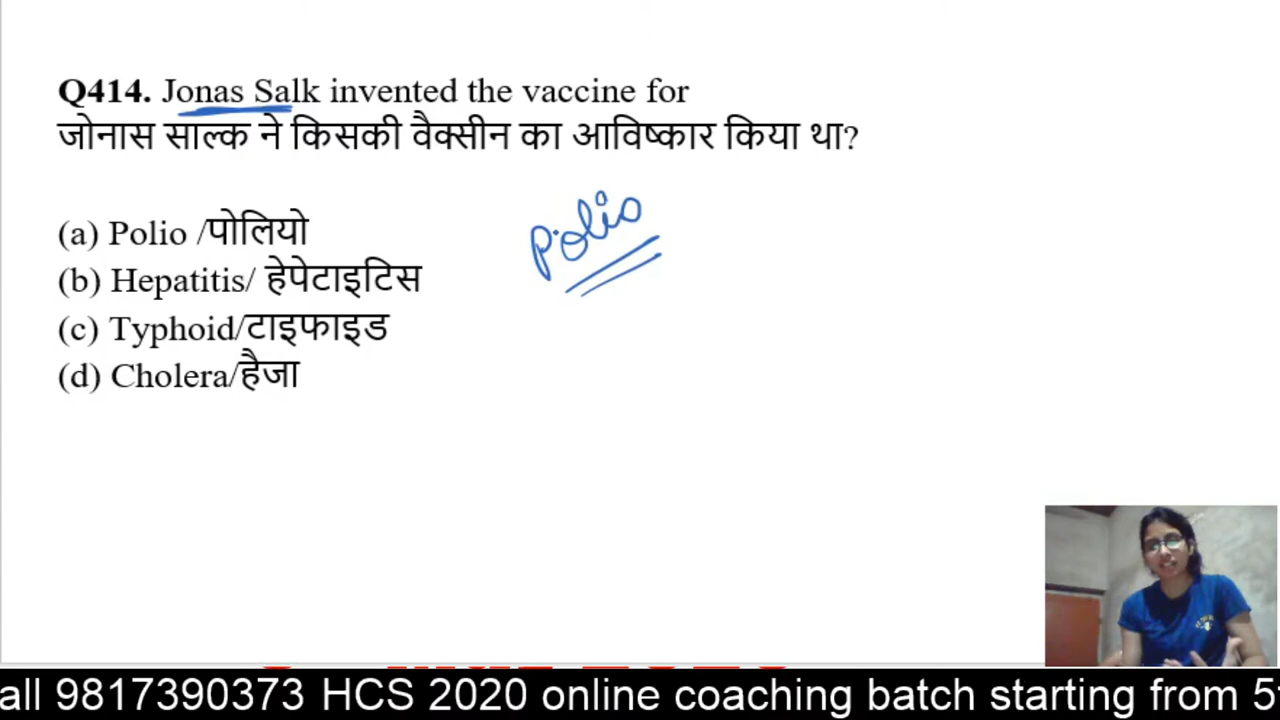 Q414. Jonas Salk invented the vaccine for
जोनास साल्क ने किसकी वैक्सीन का आविष्कार किया था?
(a) Polio /पोलियो
Polio
(b) Hepatitis/ हेपेटाइटिस
(c) Typhoid/टाइफाइड
(d) Cholera/हैजा
all 9817390373 HCS 2020 online coaching batch starting from 5